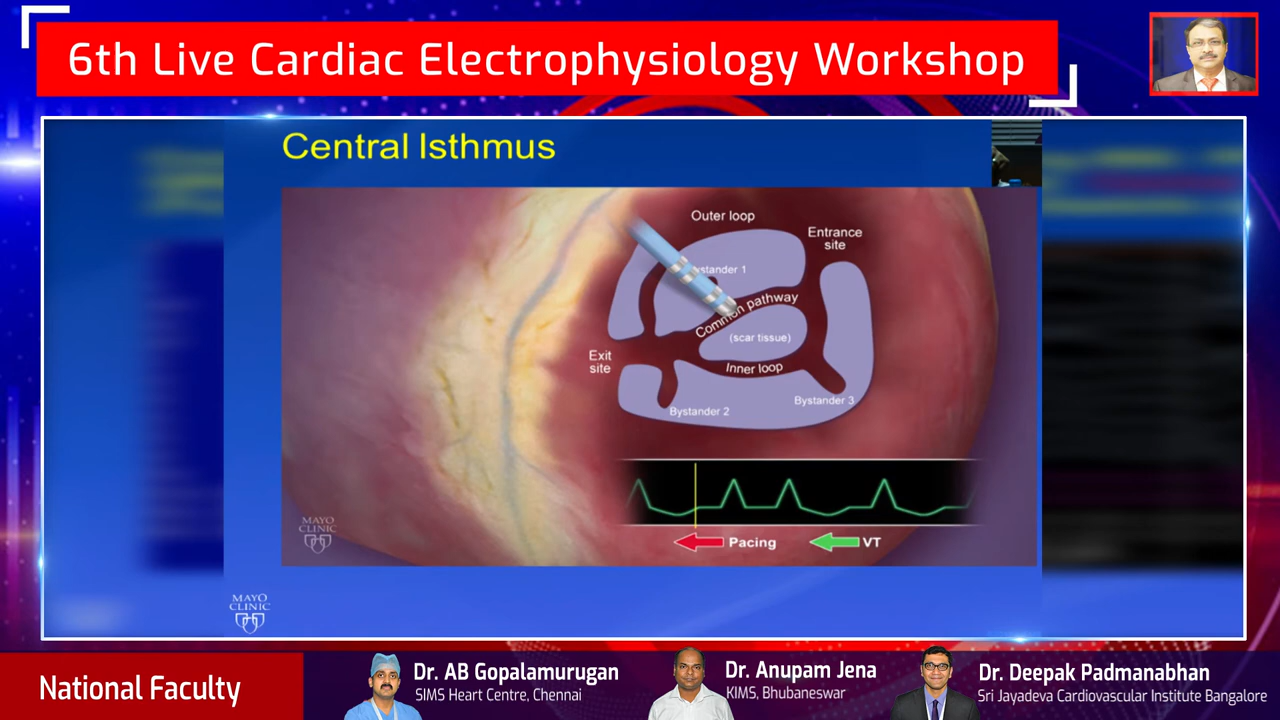 6th Live Cardiac Electrophysiology Workshop
Central Isthmus
Outer loop
Entrance
site
Common pathway
(scar tissue)
Exit
site
Inner loop
Bystander 3
Bystander 2
MAYO
CLINIC
Pacing
VT
MAYO
CLINIC
National Faculty
Dr. AB Gopalamurugan
SIMS Heart Centre, Chennai
Dr. Anupam Jena
KIMS, Bhubaneswar
Dr. Deepak Padmanabhan
Sri Jayadeva Cardiovascular Institute Bangalore